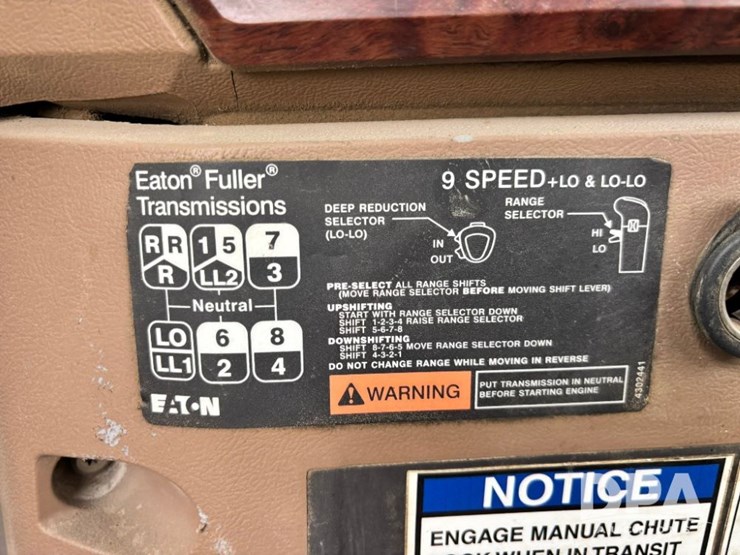 Eaton® Fuller®
Transmissions
9 SPEED +LO & LO-LO
DEEP REDUCTION
SELECTOR
(LO-LO)
IN
OUT
RANGE
SELECTOR
HI
LO
R R 1 5 7
R LL2 3
Neutral
LO 6 8
LL1 2 4
PRE-SELECT ALL RANGE SHIFTS
(MOVE RANGE SELECTOR BEFORE MOVING SHIFT LEVER)
UPSHIFTING
START WITH RANGE SELECTOR DOWN
SHIFT 1-2-3-4 RAISE RANGE SELECTOR
SHIFT 5-6-7-8
DOWNSHIFTING
SHIFT 8-7-6-5 MOVE RANGE SELECTOR DOWN
SHIFT 4-3-2-1
DO NOT CHANGE RANGE WHILE MOVING IN REVERSE
WARNING
PUT TRANSMISSION IN NEUTRAL
BEFORE STARTING ENGINE
4302441
EATON
NOTICE
ENGAGE MANUAL CHUTE
WHEN IN TRANSIT